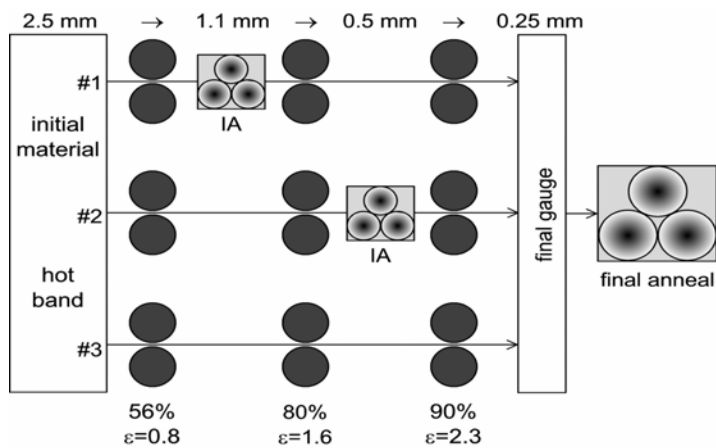 2.5 mm → 1.1 mm → 0.5 mm → 0.25 mm
#1
IA
initial
material
#2
IA
hot
band
#3
final gauge
final anneal
56% 80% 90%
ε=0.8 ε=1.6 ε=2.3